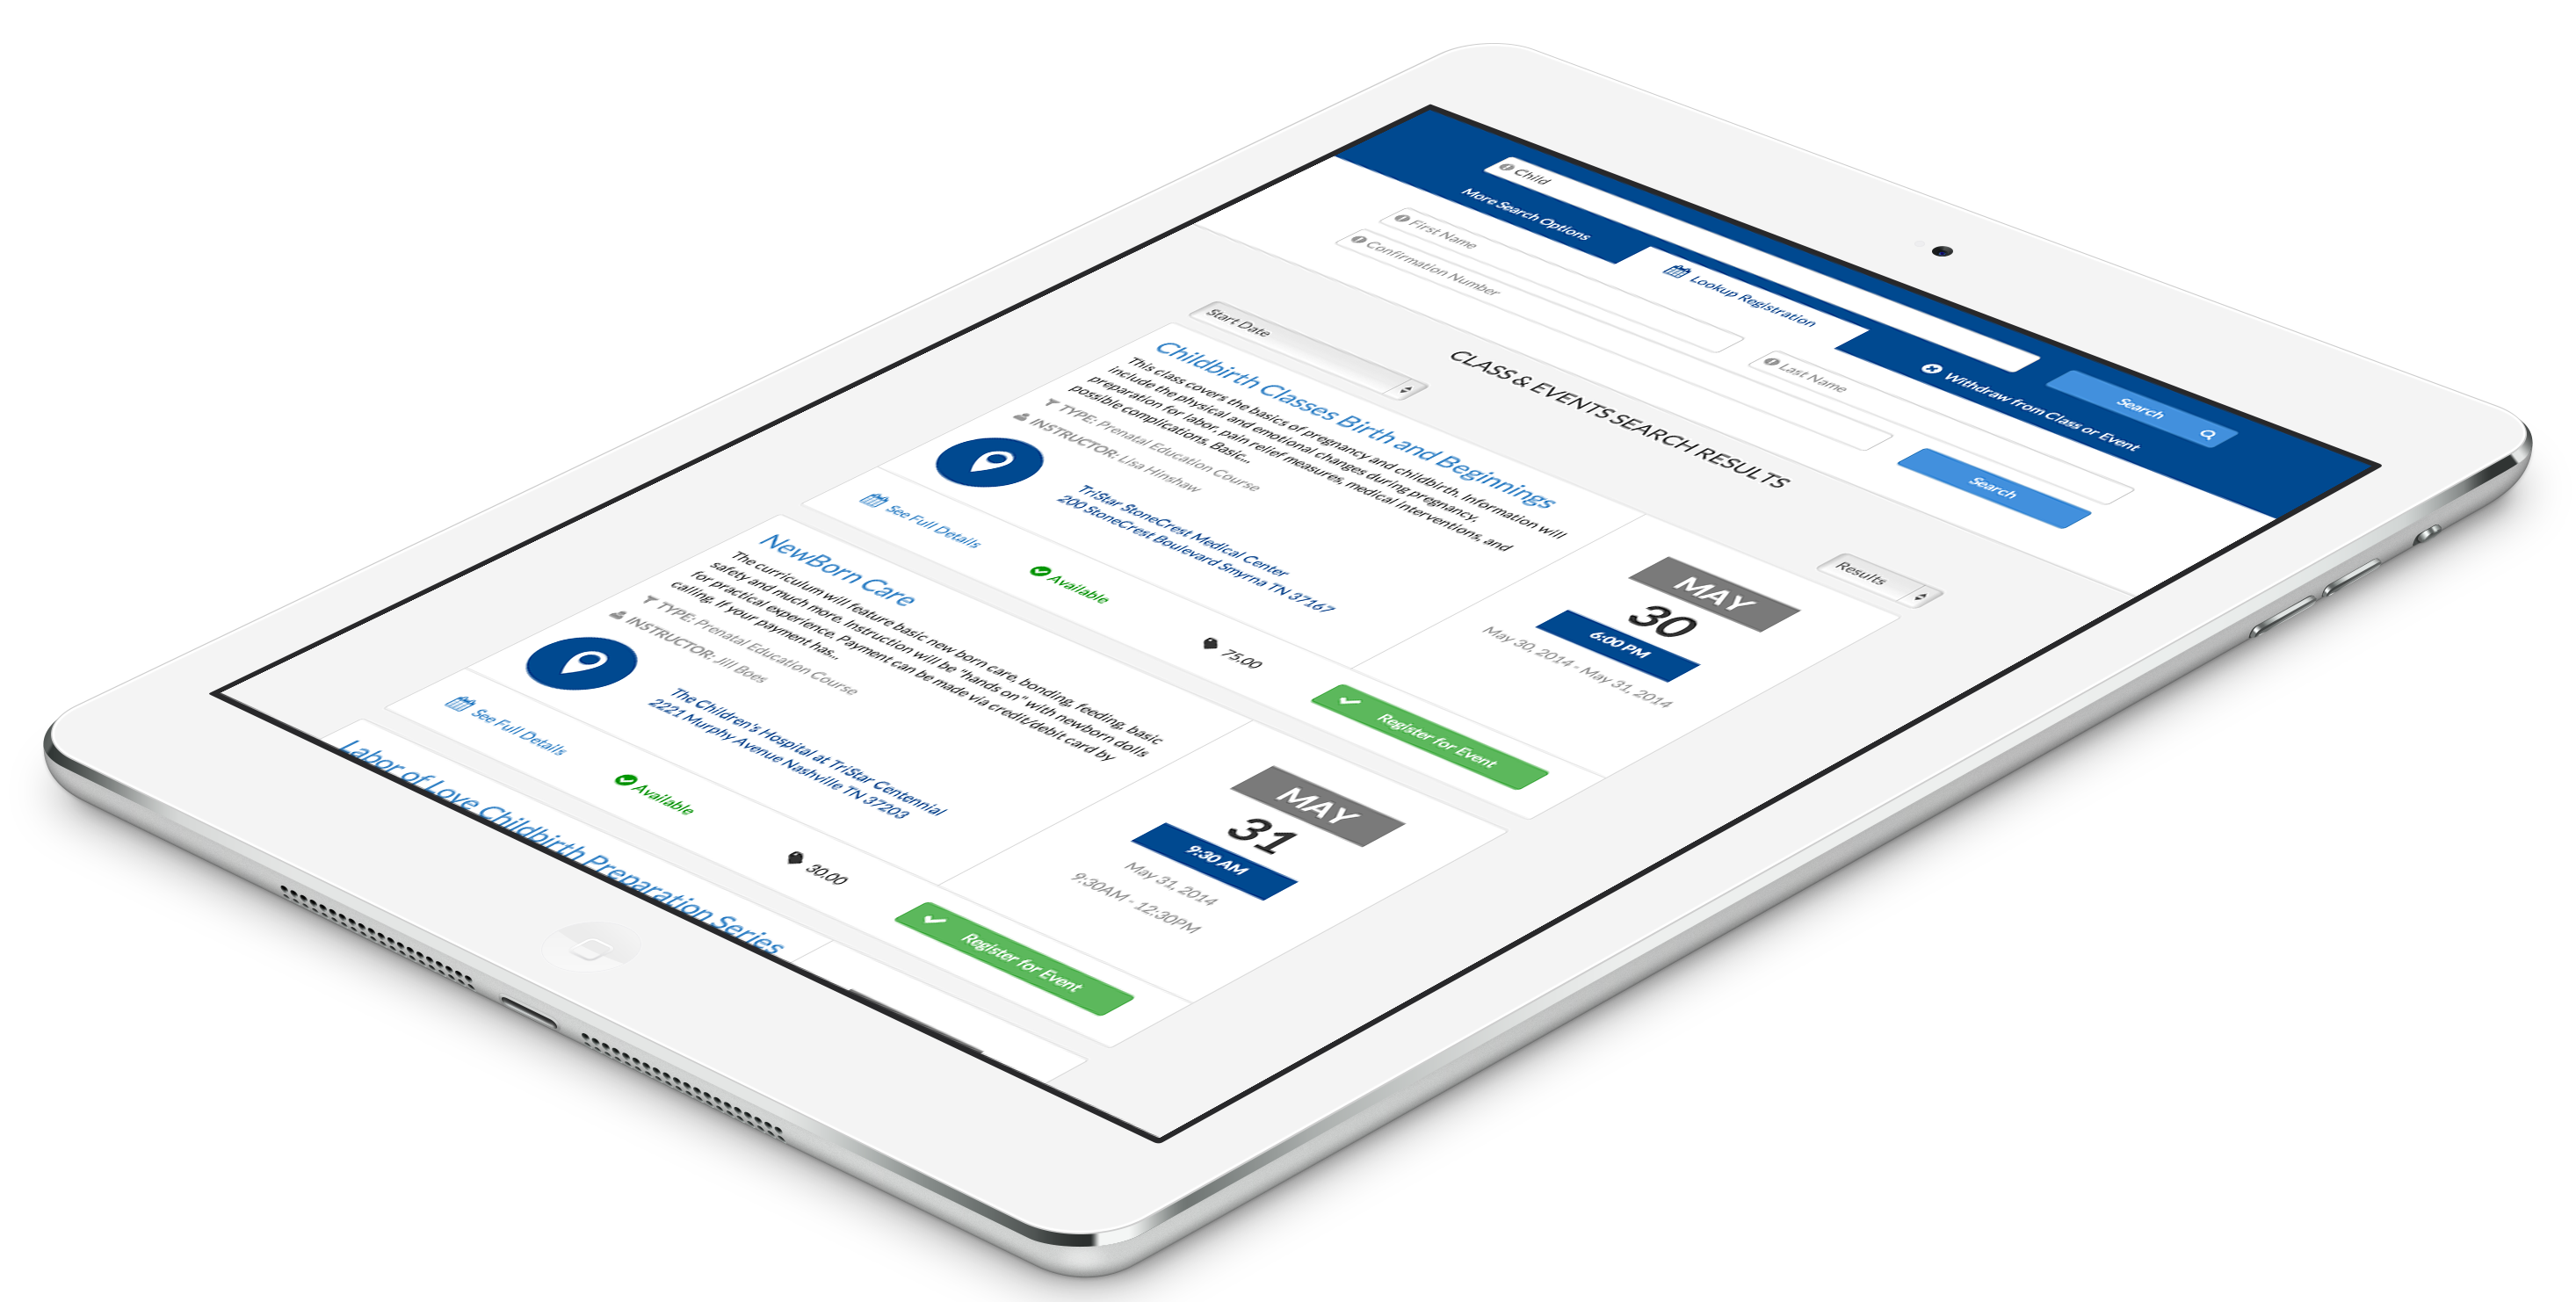 Child
Search
More Search Options
Lookup Registration
Withdraw from Class or Event
First Name
Last Name
Confirmation Number
Search
CLASS & EVENTS SEARCH RESULTS
Start Date
Results
Childbirth Classes Birth and Beginnings
This class covers the basics of pregnancy and childbirth. Information will
include the physical and emotional changes during pregnancy,
preparation for labor, pain relief measures, medical interventions, and
possible complications. Basic...
TYPE: Prenatal Education Course
INSTRUCTOR: Lisa Hinshaw
TriStar StoneCrest Medical Center
200 StoneCrest Boulevard Smyrna TN 37167
MAY
30
6:00 PM
May 30, 2014 - May 31, 2014
See Full Details
Available
75.00
Register for Event
NewBorn Care
The curriculum will feature basic new born care, bonding, feeding, basic
safety and much more. Instruction will be "hands on" with newborn dolls
for practical experience. Payment can be made via credit/debit card by
calling. If your payment has...
TYPE: Prenatal Education Course
INSTRUCTOR: Jill Boes
The Children's Hospital at TriStar Centennial
2221 Murphy Avenue Nashville TN 37203
MAY
31
9:30 AM
May 31, 2014
9:30AM - 12:30PM
See Full Details
Available
30.00
Register for Event
Labor of Love Childbirth Preparation Series